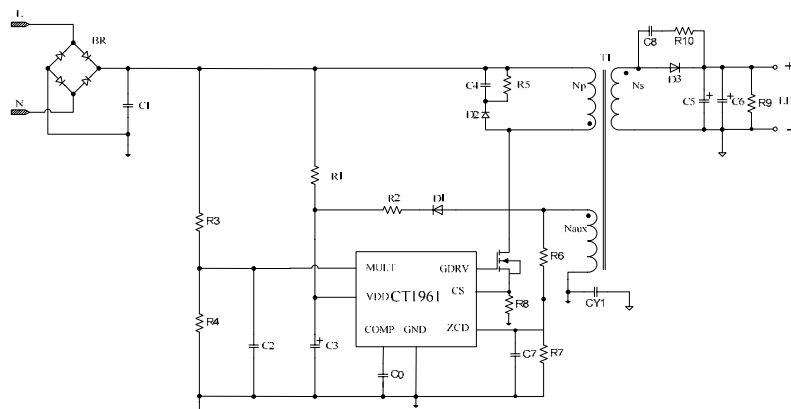 L
BR
N
C1
R3
R4
C2
R1
C3
R2
D1
C4
R5
D2
Np
T1
Ns
C8
R10
D3
C5
C6
R9
+
-
Naux
R6
CY1
MULT
GDRV
VDD
CT1961
CS
COMP
GND
ZCD
R8
C0
C7
R7